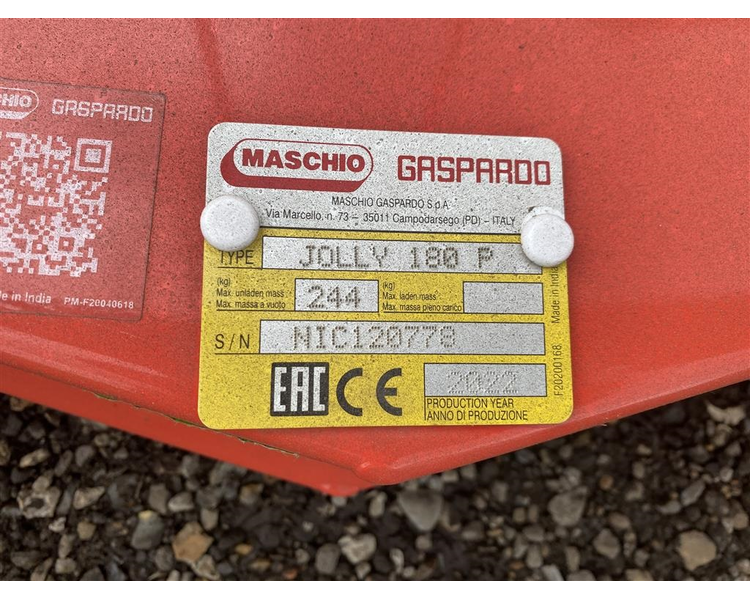 CHIO GASPARDO
de in India PM-F20040618
MASCHIO GASPARDO
MASCHIO GASPARDO S.p.A
Via Marcello, n. 73 – 35011 Campodarsego (PD) – ITALY
TYPE JOLLY 180 P
(kg)
Max. unladen mass
Max. massa a vuoto
244
(kg)
Max. laden mass
Max. massa pieno carico
S/N NIC120778
EAC CE 2022
PRODUCTION YEAR
ANNO DI PRODUZIONE
F20200168 Made in India